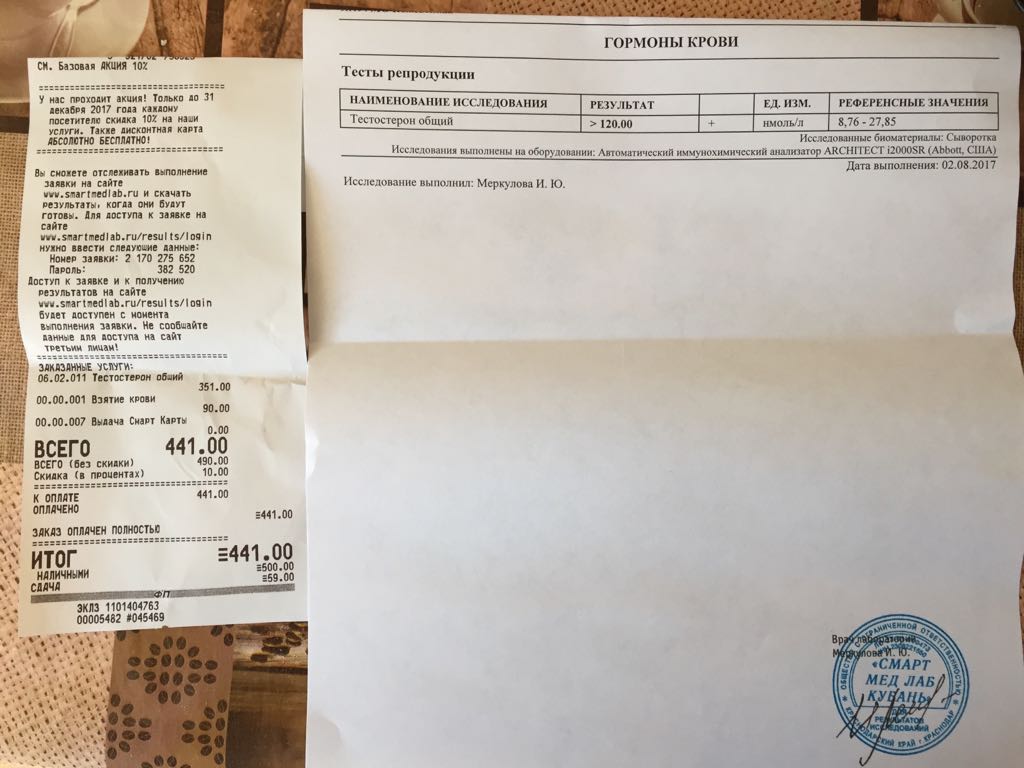 СМ. Базовая АКЦИЯ 10%
У нас проходит акция! Только до 31
декабря 2017 года каждому
посетителю скидка 10% на наши
услуги. Также дисконтная карта
АБСОЛЮТНО БЕСПЛАТНО!
Вы сможете отслеживать выполнение
заявки на сайте
www.smartmedlab.ru и скачать
результаты, когда они будут
готовы. Для доступа к заявке на
сайте
www.smartmedlab.ru/results/login
нужно ввести следующие данные:
Номер заявки: 2 170 275 652
Пароль: 382 520
Доступ к заявке и к получению
результатов на сайте
www.smartmedlab.ru/results/login
будет доступен с момента
выполнения заявки. Не сообщайте
данные для доступа на сайт
третьим лицам!
ЗАКАЗАННЫЕ УСЛУГИ:
06.02.011 Тестостерон общий
351.00
00.00.001 Взятие крови
90.00
00.00.007 Выдача Смарт Карты
0.00
ВСЕГО 441.00
ВСЕГО (без скидки) 490.00
Скидка (в процентах) 10.00
К ОПЛАТЕ 441.00
ОПЛАЧЕНО
≡441.00
ЗАКАЗ ОПЛАЧЕН ПОЛНОСТЬЮ
ИТОГ ≡441.00
НАЛИЧНЫМИ ≡500.00
СДАЧА ≡59.00
ФП
ЭКЛЗ 1101404763
00005482 #045469
ГОРМОНЫ КРОВИ
Тесты репродукции
НАИМЕНОВАНИЕ ИССЛЕДОВАНИЯ РЕЗУЛЬТАТ ЕД. ИЗМ. РЕФЕРЕНСНЫЕ ЗНАЧЕНИЯ
Тестостерон общий > 120.00 + нмоль/л 8,76 - 27,85
Исследованные биоматериалы: Сыворотка
Исследования выполнены на оборудовании: Автоматический иммунохимический анализатор ARCHITECT i2000SR (Abbott, США)
Дата выполнения: 02.08.2017
Исследование выполнил: Меркулова И. Ю.
Врач лаборатории
Меркулова И. Ю.
ОБЩЕСТВО С ОГРАНИЧЕННОЙ ОТВЕТСТВЕННОСТЬЮ
«СМАРТ
МЕД ЛАБ
КУБАНЬ»
ДЛЯ
РЕЗУЛЬТАТОВ
ИССЛЕДОВАНИЙ
КРАСНОДАРСКИЙ КРАЙ г. КРАСНОДАР